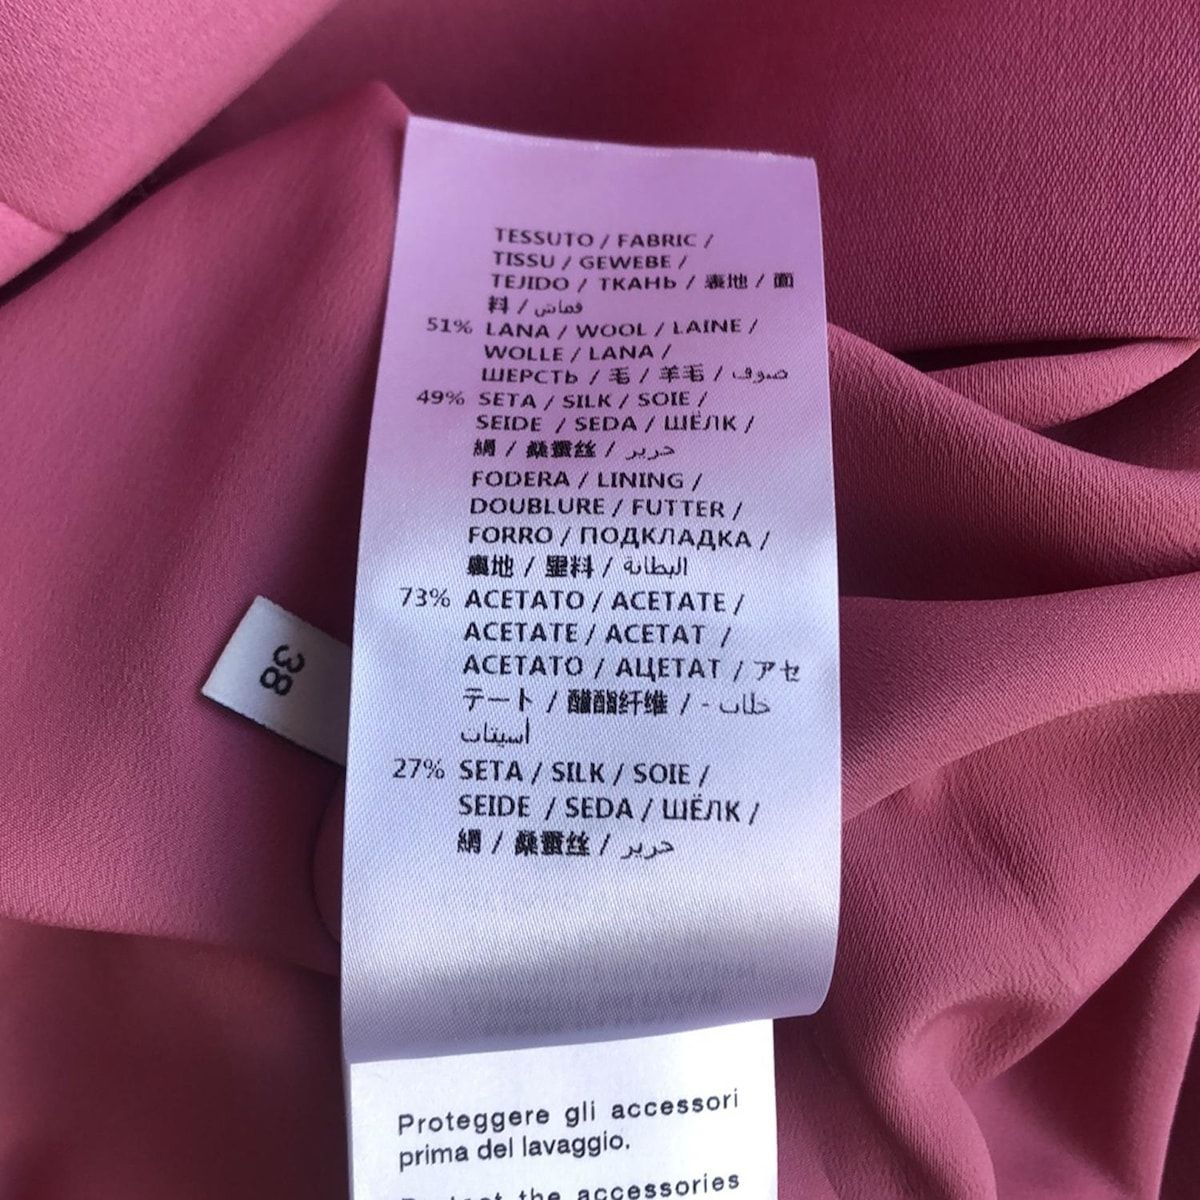 TESSUTO / FABRIC /
TISSU / GEWEBE /
TEJIDO / ТКАНЬ / 裏地 / 面
料 / قماش
51% LANA / WOOL / LAINE /
WOLLE / LANA /
ШЕРСТЬ / 毛 / 羊毛 / صوف
49% SETA / SILK / SOIE /
SEIDE / SEDA / ШЁЛК /
絹 / 桑蚕丝 / حرير
FODERA / LINING /
DOUBLURE / FUTTER /
FORRO / ПОДКЛАДКА /
裏地 / 里料 / البطانة
73% ACETATO / ACETATE /
ACETATE / ACETAT /
ACETATO / АЦЕТАТ / アセ
テート / 醋酯纤维 / - خلات
أسيتات
27% SETA / SILK / SOIE /
SEIDE / SEDA / ШЁЛК /
絹 / 桑蚕丝 / حرير
38
Proteggere gli accessori
prima del lavaggio.
Protect the accessories